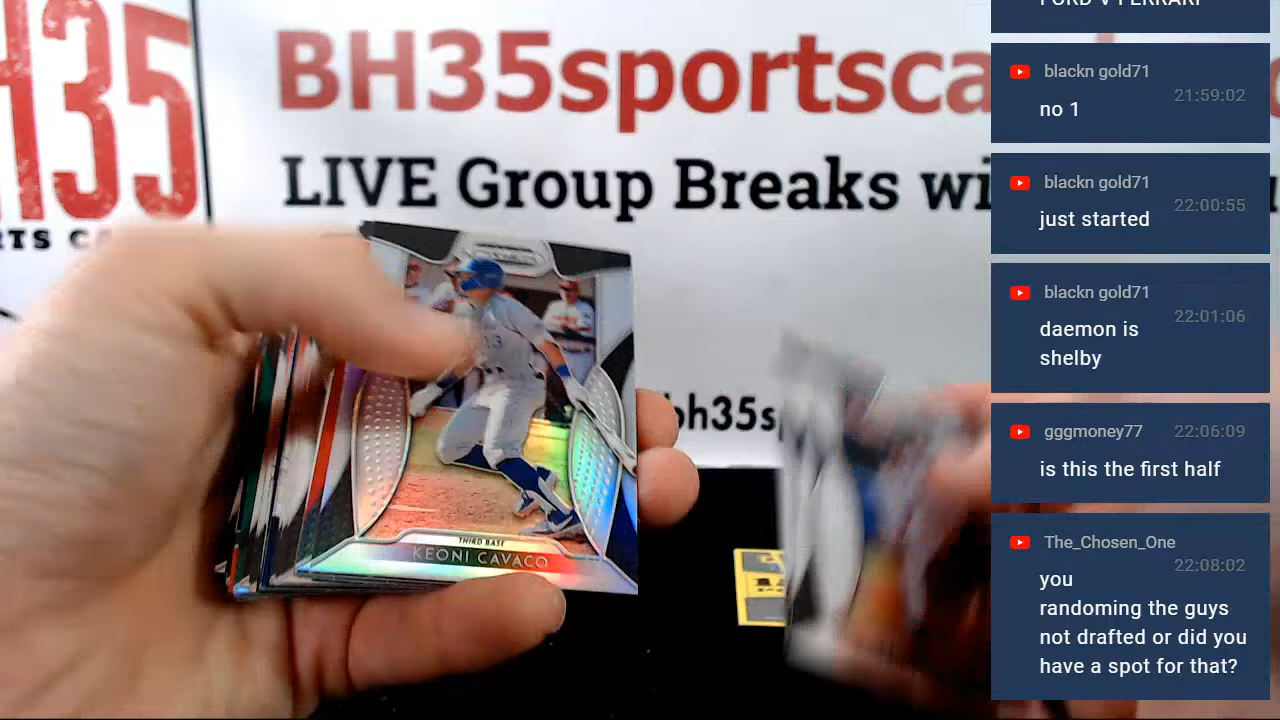 BH35sportsca
LIVE Group Breaks wi
H35
RTS CA
bh35sp
THIRD BASE
KEONI CAVACO
blackn gold71
21:59:02
no 1
blackn gold71
22:00:55
just started
blackn gold71
22:01:06
daemon is
shelby
gggmoney77
22:06:09
is this the first half
The_Chosen_One
22:08:02
you
randoming the guys
not drafted or did you
have a spot for that?